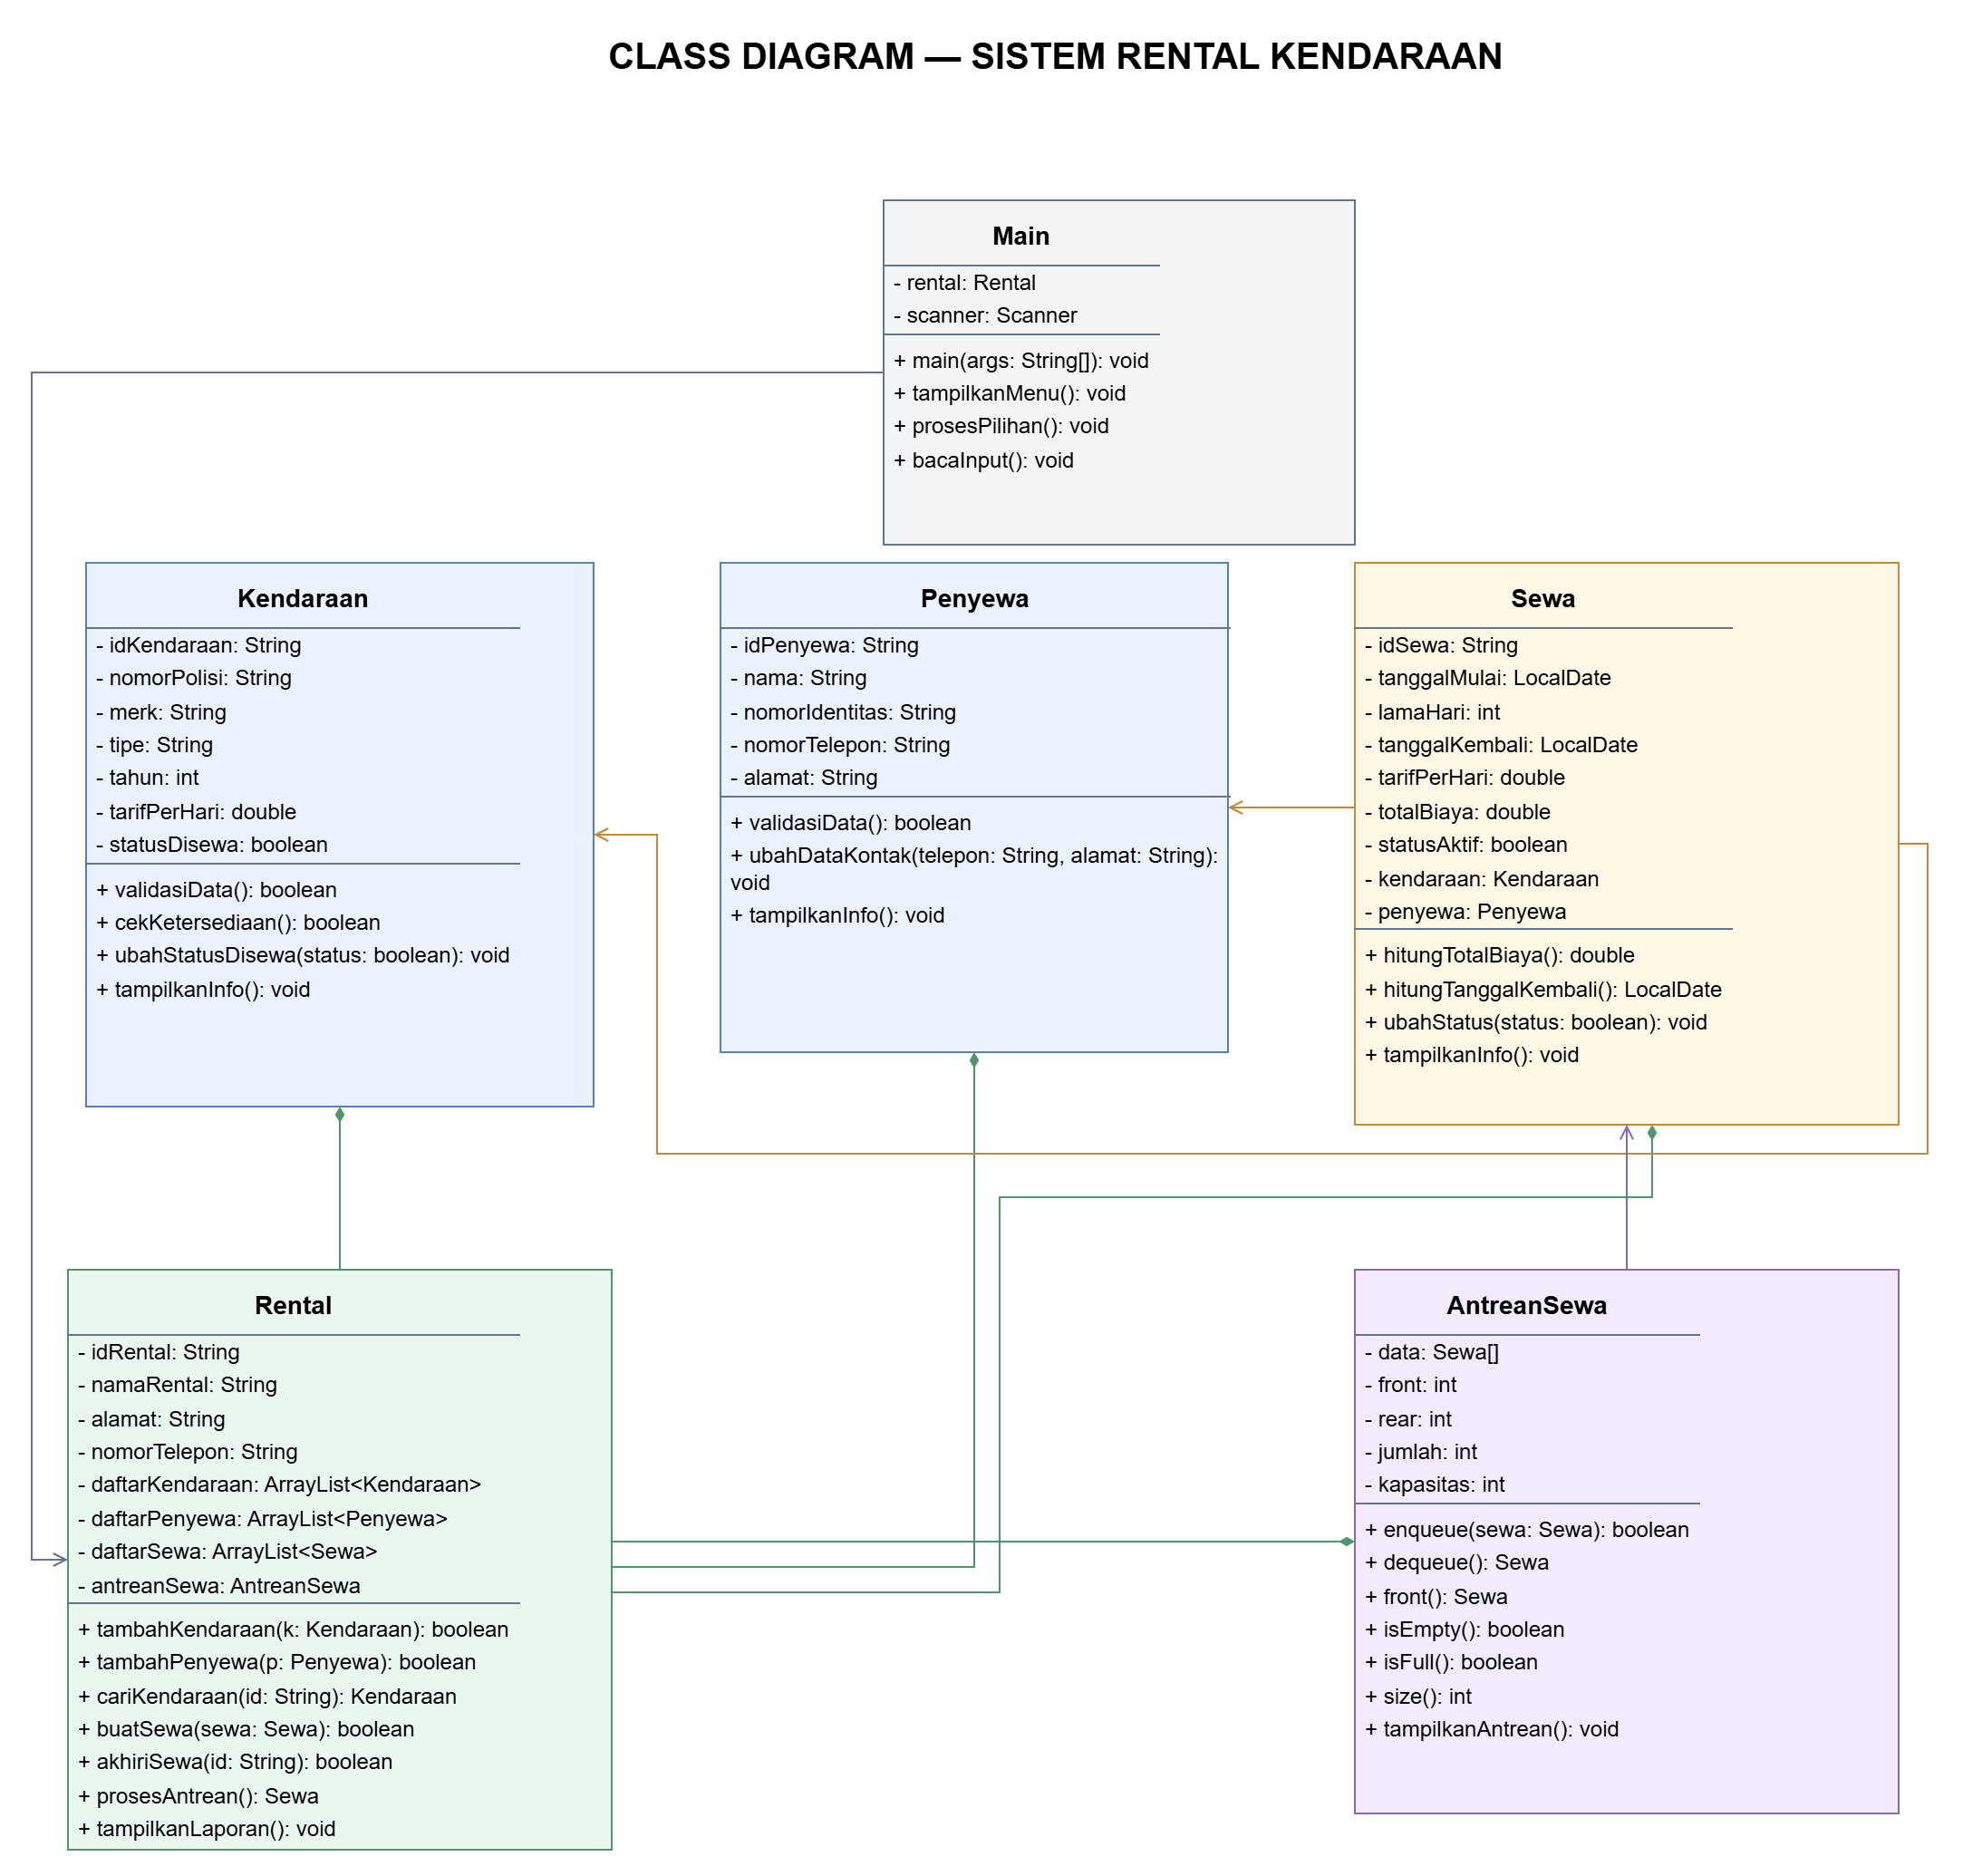 CLASS DIAGRAM — SISTEM RENTAL KENDARAAN
Main
- rental: Rental
- scanner: Scanner
+ main(args: String[]): void
+ tampilkanMenu(): void
+ prosesPilihan(): void
+ bacaInput(): void
Kendaraan
- idKendaraan: String
- nomorPolisi: String
- merk: String
- tipe: String
- tahun: int
- tarifPerHari: double
- statusDisewa: boolean
+ validasiData(): boolean
+ cekKetersediaan(): boolean
+ ubahStatusDisewa(status: boolean): void
+ tampilkanInfo(): void
Penyewa
- idPenyewa: String
- nama: String
- nomorIdentitas: String
- nomorTelepon: String
- alamat: String
+ validasiData(): boolean
+ ubahDataKontak(telepon: String, alamat: String):
void
+ tampilkanInfo(): void
Sewa
- idSewa: String
- tanggalMulai: LocalDate
- lamaHari: int
- tanggalKembali: LocalDate
- tarifPerHari: double
- totalBiaya: double
- statusAktif: boolean
- kendaraan: Kendaraan
- penyewa: Penyewa
+ hitungTotalBiaya(): double
+ hitungTanggalKembali(): LocalDate
+ ubahStatus(status: boolean): void
+ tampilkanInfo(): void
Rental
- idRental: String
- namaRental: String
- alamat: String
- nomorTelepon: String
- daftarKendaraan: ArrayList<Kendaraan>
- daftarPenyewa: ArrayList<Penyewa>
- daftarSewa: ArrayList<Sewa>
- antreanSewa: AntreanSewa
+ tambahKendaraan(k: Kendaraan): boolean
+ tambahPenyewa(p: Penyewa): boolean
+ cariKendaraan(id: String): Kendaraan
+ buatSewa(sewa: Sewa): boolean
+ akhiriSewa(id: String): boolean
+ prosesAntrean(): Sewa
+ tampilkanLaporan(): void
AntreanSewa
- data: Sewa[]
- front: int
- rear: int
- jumlah: int
- kapasitas: int
+ enqueue(sewa: Sewa): boolean
+ dequeue(): Sewa
+ front(): Sewa
+ isEmpty(): boolean
+ isFull(): boolean
+ size(): int
+ tampilkanAntrean(): void